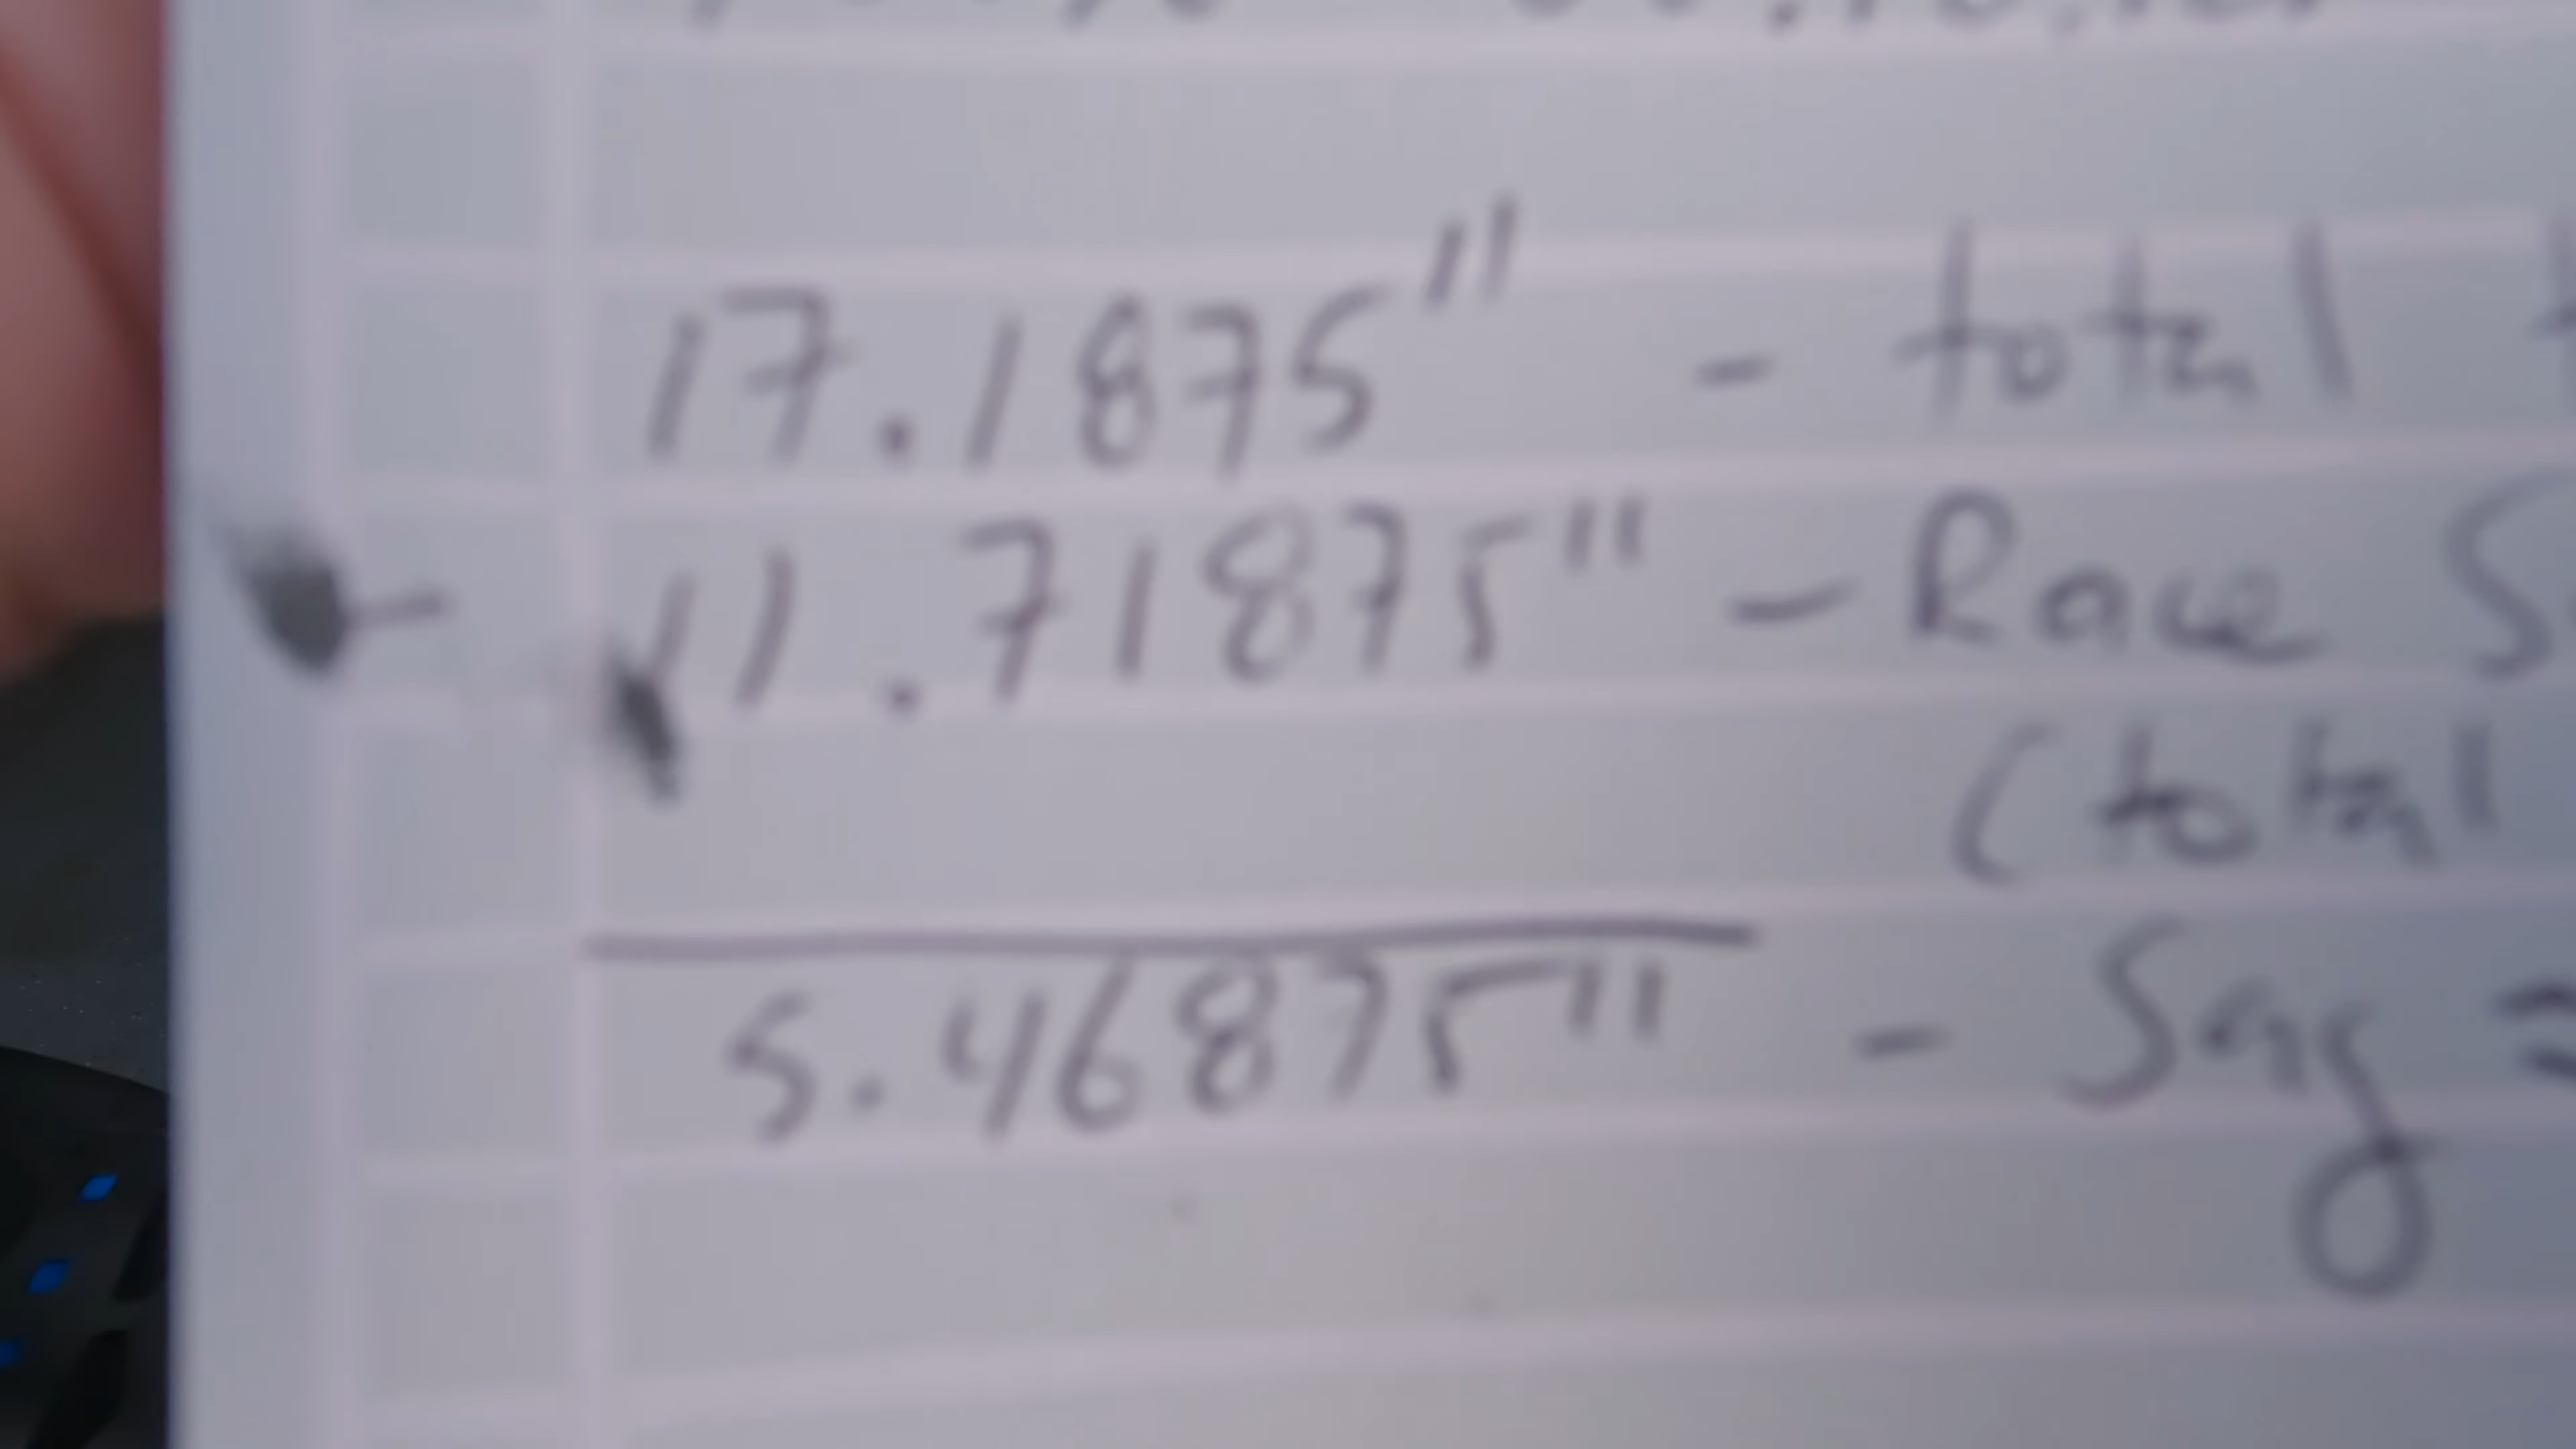 17.1875" - total
- 11.71875" - Race S
(total
5.46875" - Sag =